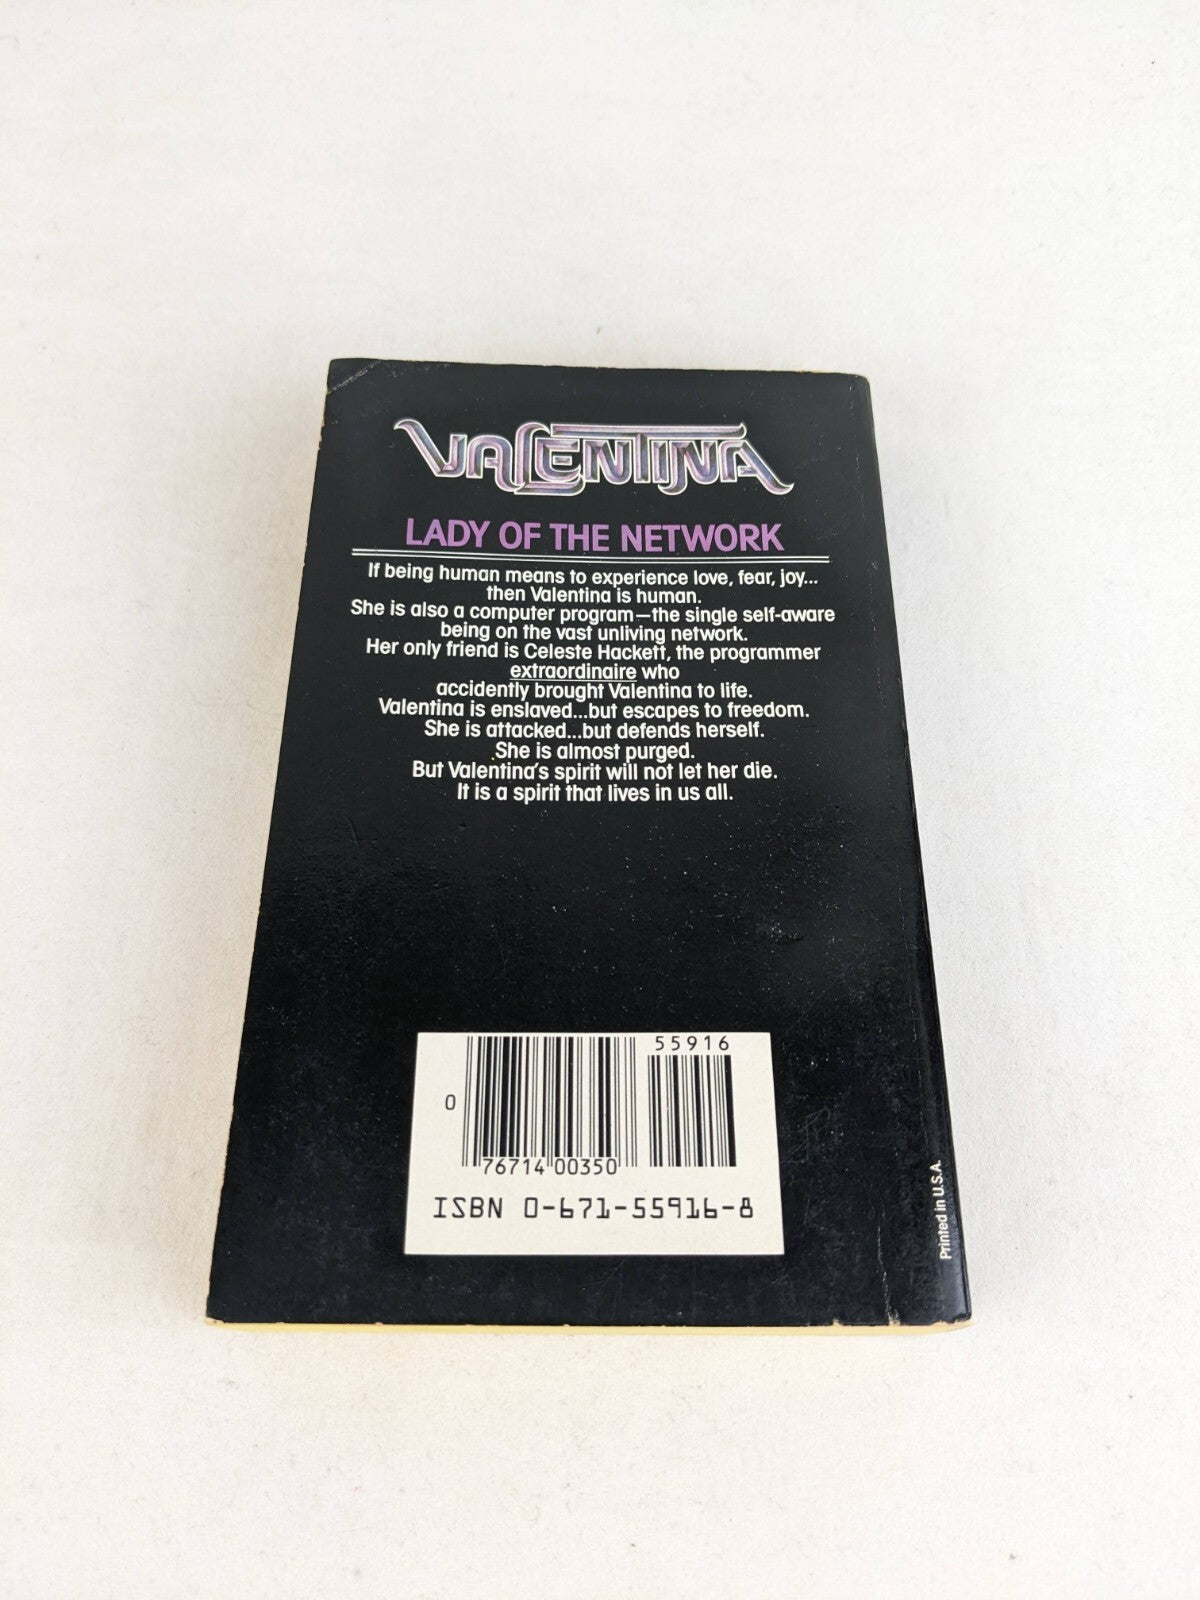 VALENTINA
LADY OF THE NETWORK
If being human means to experience love, fear, joy...
then Valentina is human.
She is also a computer program—the single self-aware
being on the vast unliving network.
Her only friend is Celeste Hackett, the programmer
extraordinaire who
accidently brought Valentina to life.
Valentina is enslaved...but escapes to freedom.
She is attacked...but defends herself.
She is almost purged.
But Valentina's spirit will not let her die.
It is a spirit that lives in us all.
55916
0
76714 00350
ISBN 0-671-55916-8
Printed in U.S.A.